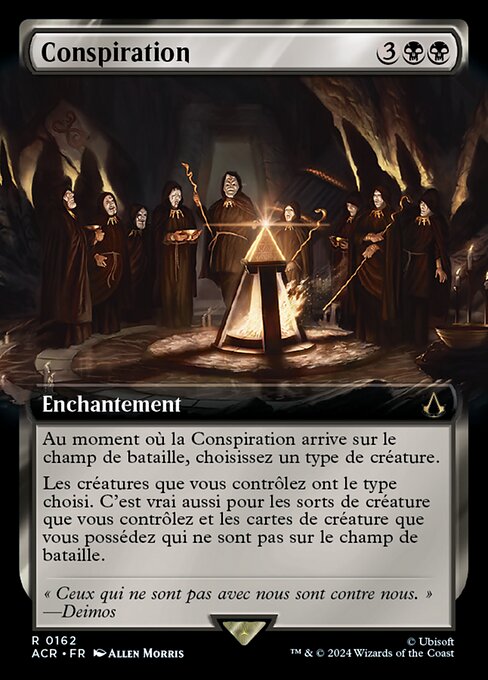 Conspiration 3
Enchantement
Au moment où la Conspiration arrive sur le
champ de bataille, choisissez un type de créature.
Les créatures que vous contrôlez ont le type
choisi. C'est vrai aussi pour les sorts de créature
que vous contrôlez et les cartes de créature que
vous possédez qui ne sont pas sur le champ de
bataille.
« Ceux qui ne sont pas avec nous sont contre nous. »
—Deimos
R 0162
ACR • FR Allen Morris
© Ubisoft
™ & © 2024 Wizards of the Coast